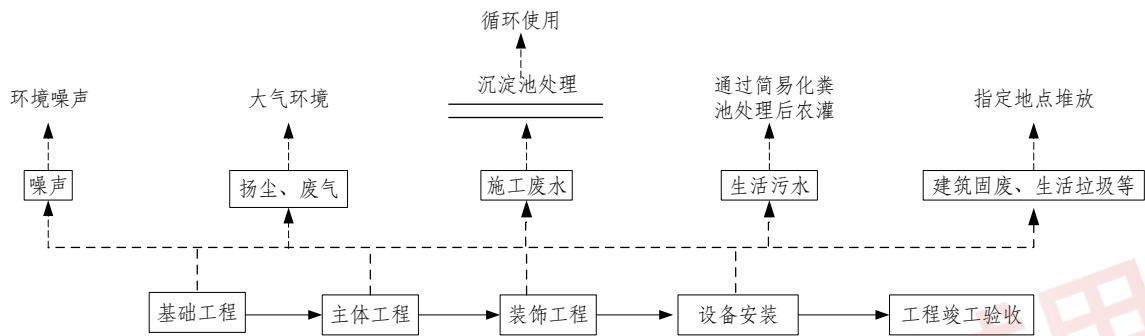 循环使用
沉淀池处理
环境噪声
大气环境
通过简易化粪
池处理后农灌
指定地点堆放
噪声
扬尘、废气
施工废水
生活污水
建筑固废、生活垃圾等
基础工程
主体工程
装饰工程
设备安装
工程竣工验收